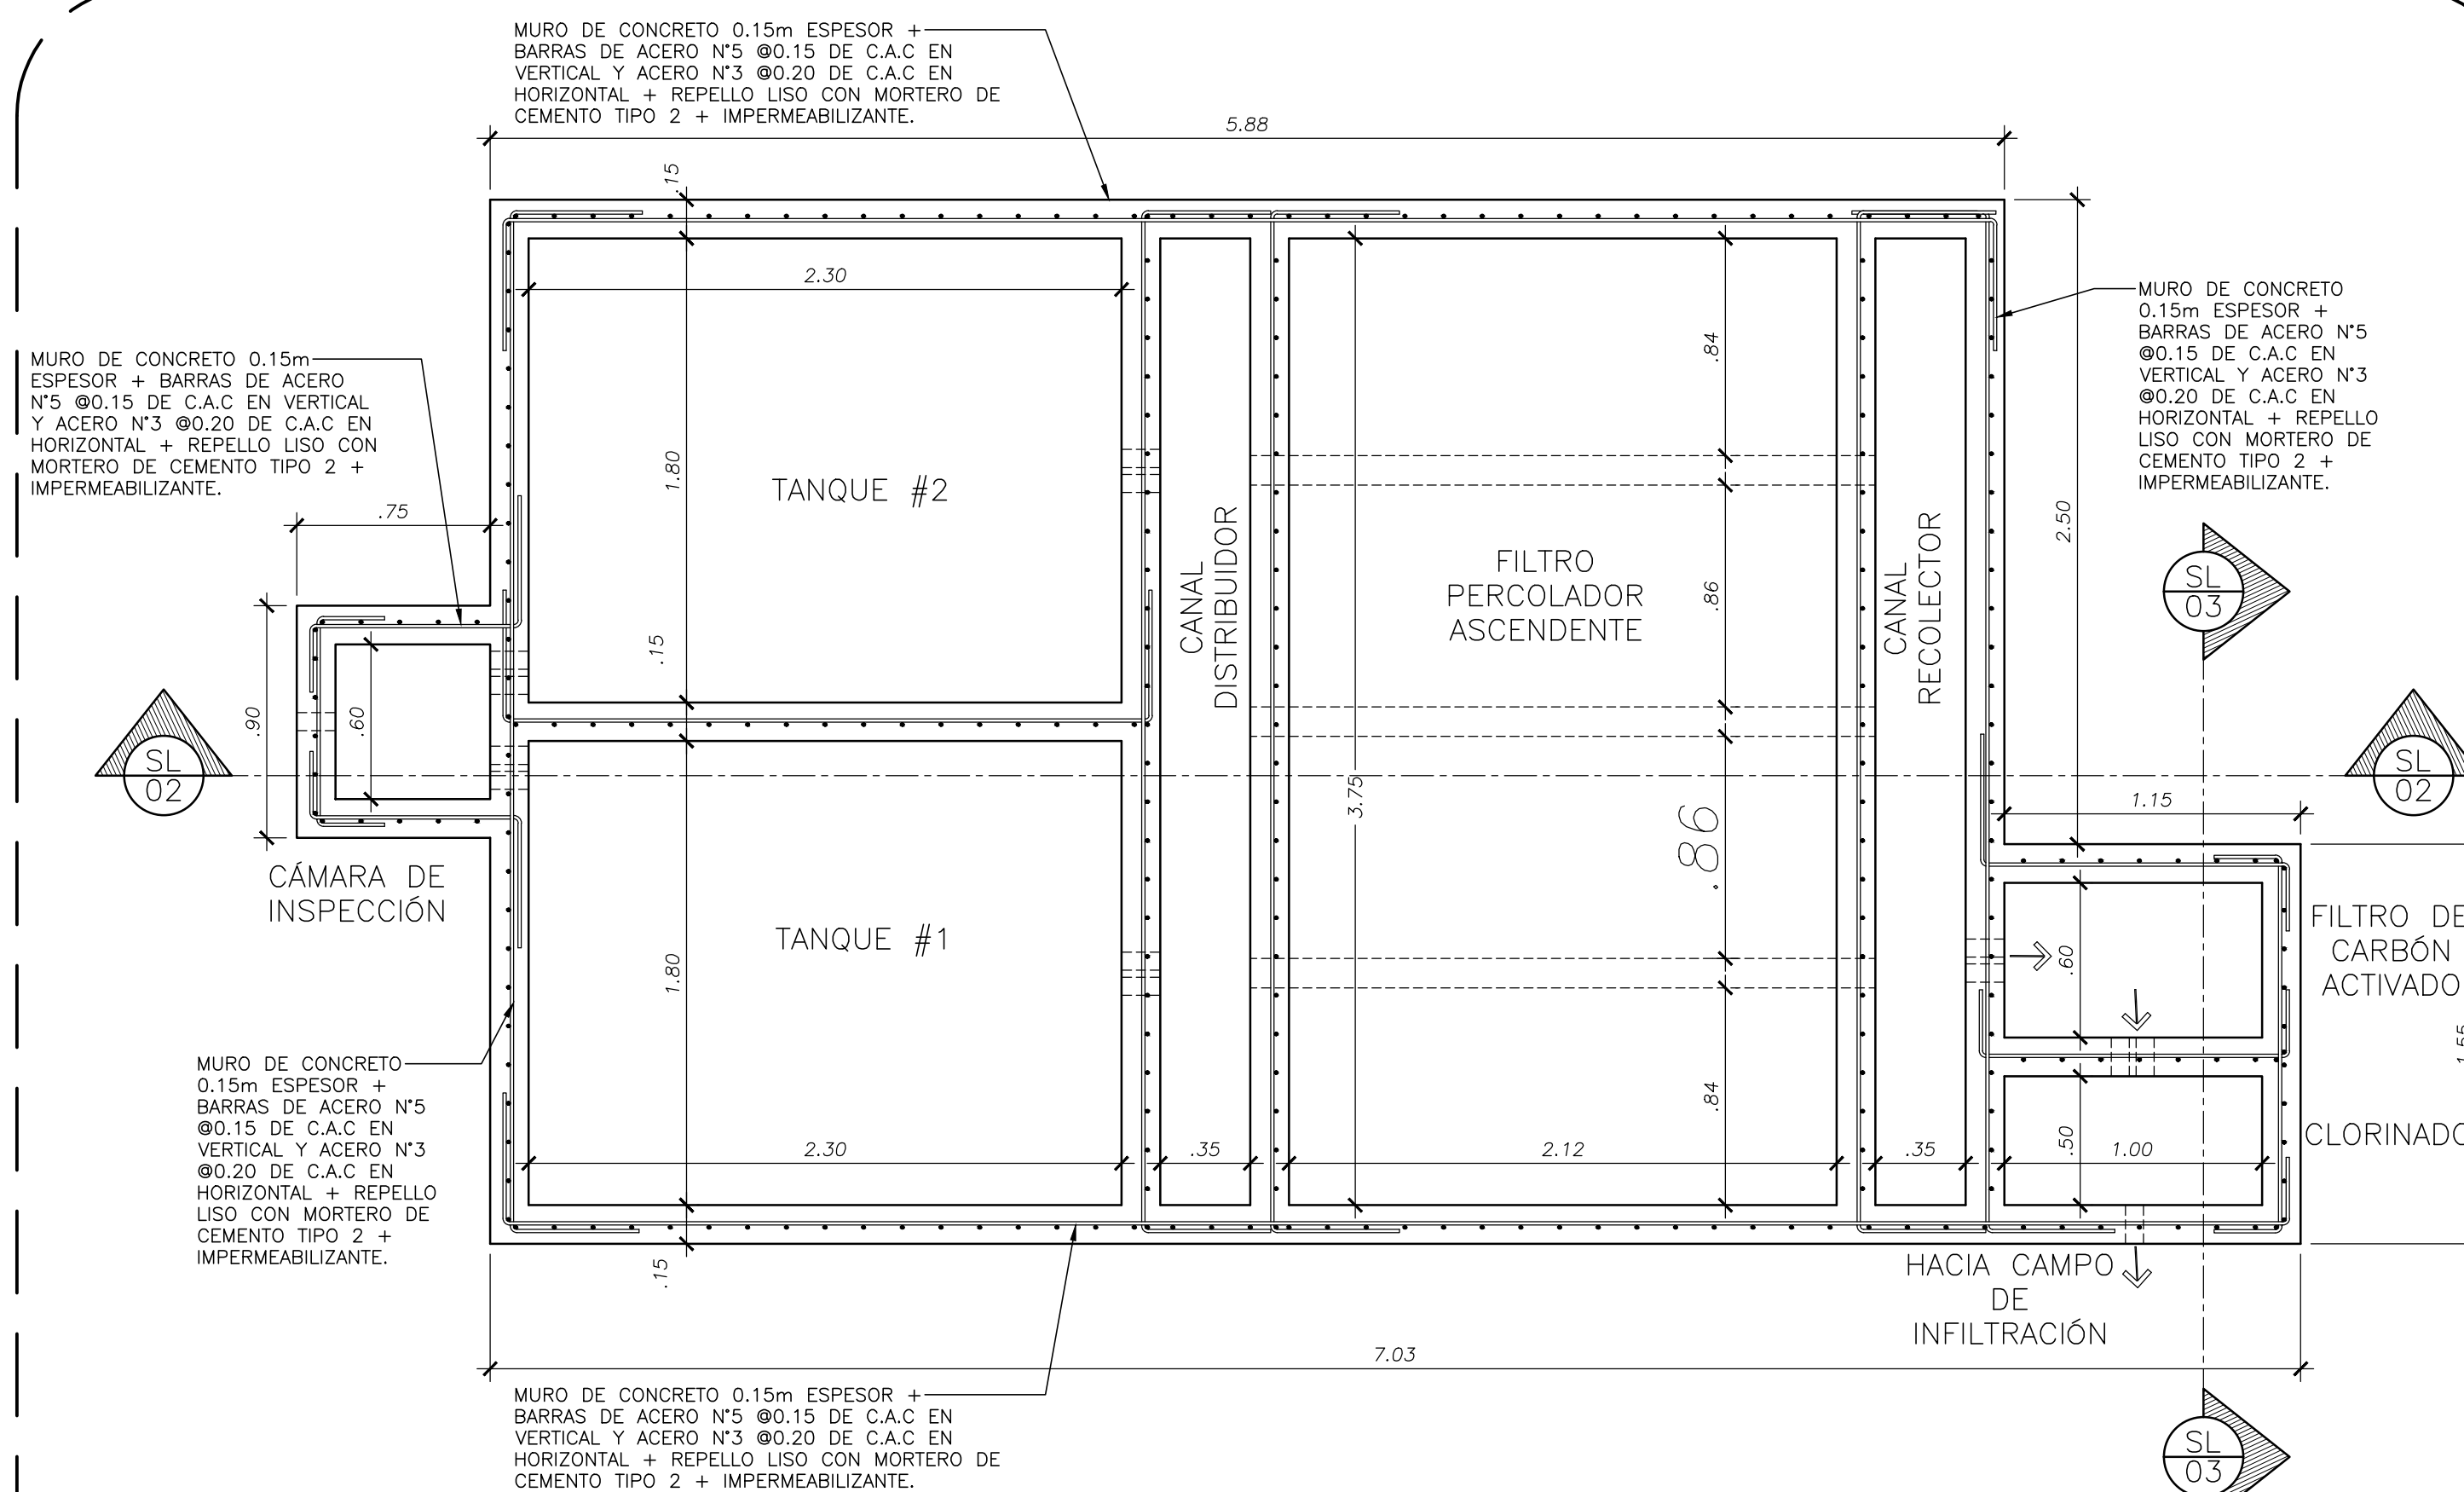 MURO DE CONCRETO 0.15m ESPESOR +
BARRAS DE ACERO N°5 @0.15 DE C.A.C EN
VERTICAL Y ACERO N°3 @0.20 DE C.A.C EN
HORIZONTAL + REPELLO LISO CON MORTERO DE
CEMENTO TIPO 2 + IMPERMEABILIZANTE.
5.88
.15
2.30
MURO DE CONCRETO
0.15m ESPESOR +
BARRAS DE ACERO N°5
@0.15 DE C.A.C EN
VERTICAL Y ACERO N°3
@0.20 DE C.A.C EN
HORIZONTAL + REPELLO
LISO CON MORTERO DE
CEMENTO TIPO 2 +
IMPERMEABILIZANTE.
MURO DE CONCRETO 0.15m
ESPESOR + BARRAS DE ACERO
N°5 @0.15 DE C.A.C EN VERTICAL
Y ACERO N°3 @0.20 DE C.A.C EN
HORIZONTAL + REPELLO LISO CON
MORTERO DE CEMENTO TIPO 2 +
IMPERMEABILIZANTE.
.84
1.80
TANQUE #2
2.50
.75
CANAL
DISTRIBUIDOR
FILTRO
PERCOLADOR
ASCENDENTE
.86
CANAL
RECOLECTOR
SL
03
.15
.90
.60
SL
02
3.75
.86
SL
02
1.15
CÁMARA DE
INSPECCIÓN
TANQUE #1
1.80
.60
FILTRO DE
CARBÓN
ACTIVADO
1.55
MURO DE CONCRETO
0.15m ESPESOR +
BARRAS DE ACERO N°5
@0.15 DE C.A.C EN
VERTICAL Y ACERO N°3
@0.20 DE C.A.C EN
HORIZONTAL + REPELLO
LISO CON MORTERO DE
CEMENTO TIPO 2 +
IMPERMEABILIZANTE.
.84
2.30
.35
2.12
.35
.50
1.00
CLORINADO
.15
HACIA CAMPO
DE
INFILTRACIÓN
7.03
MURO DE CONCRETO 0.15m ESPESOR +
BARRAS DE ACERO N°5 @0.15 DE C.A.C EN
VERTICAL Y ACERO N°3 @0.20 DE C.A.C EN
HORIZONTAL + REPELLO LISO CON MORTERO DE
CEMENTO TIPO 2 + IMPERMEABILIZANTE.
SL
03